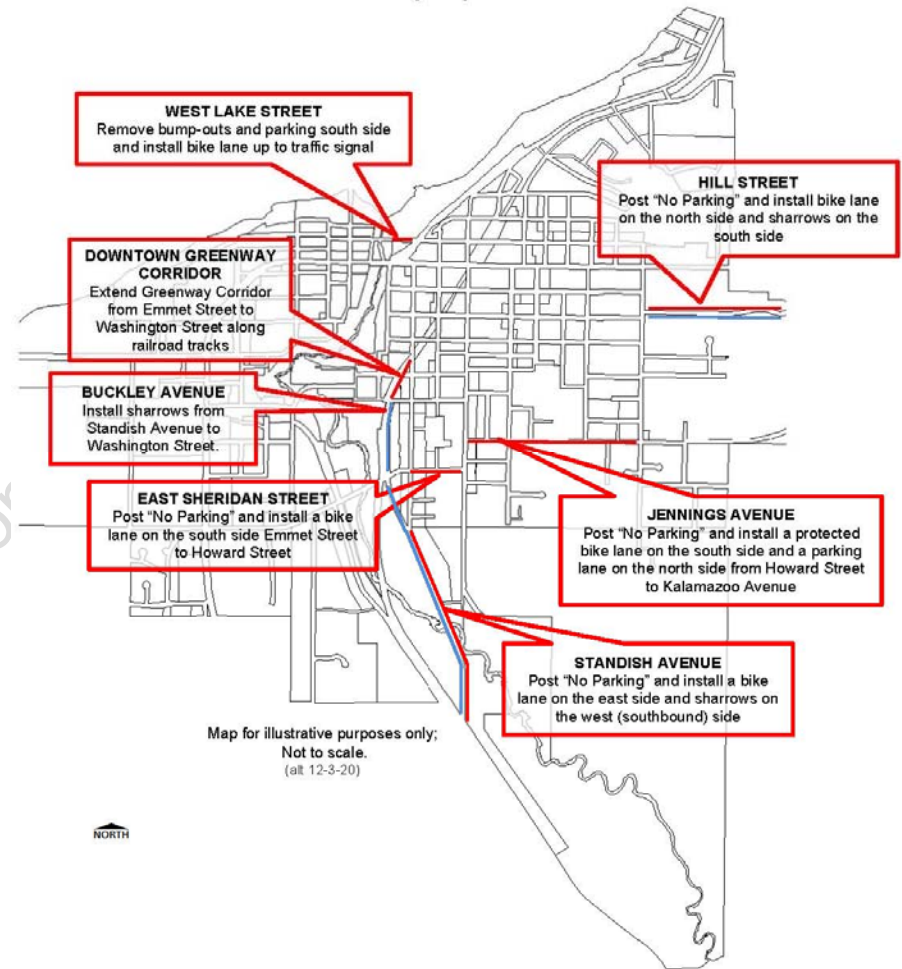 WEST LAKE STREET
Remove bump-outs and parking south side
and install bike lane up to traffic signal
HILL STREET
Post “No Parking” and install bike lane
on the north side and sharrows on the
south side
DOWNTOWN GREENWAY
CORRIDOR
Extend Greenway Corridor
from Emmet Street to
Washington Street along
railroad tracks
BUCKLEY AVENUE
Install sharrows from
Standish Avenue to
Washington Street.
EAST SHERIDAN STREET
Post “No Parking” and install a bike
lane on the south side Emmet Street
to Howard Street
JENNINGS AVENUE
Post “No Parking” and install a protected
bike lane on the south side and a parking
lane on the north side from Howard Street
to Kalamazoo Avenue
STANDISH AVENUE
Post “No Parking” and install a bike
lane on the east side and sharrows on
the west (southbound) side
Map for illustrative purposes only;
Not to scale.
(alt 12-3-20)
NORTH